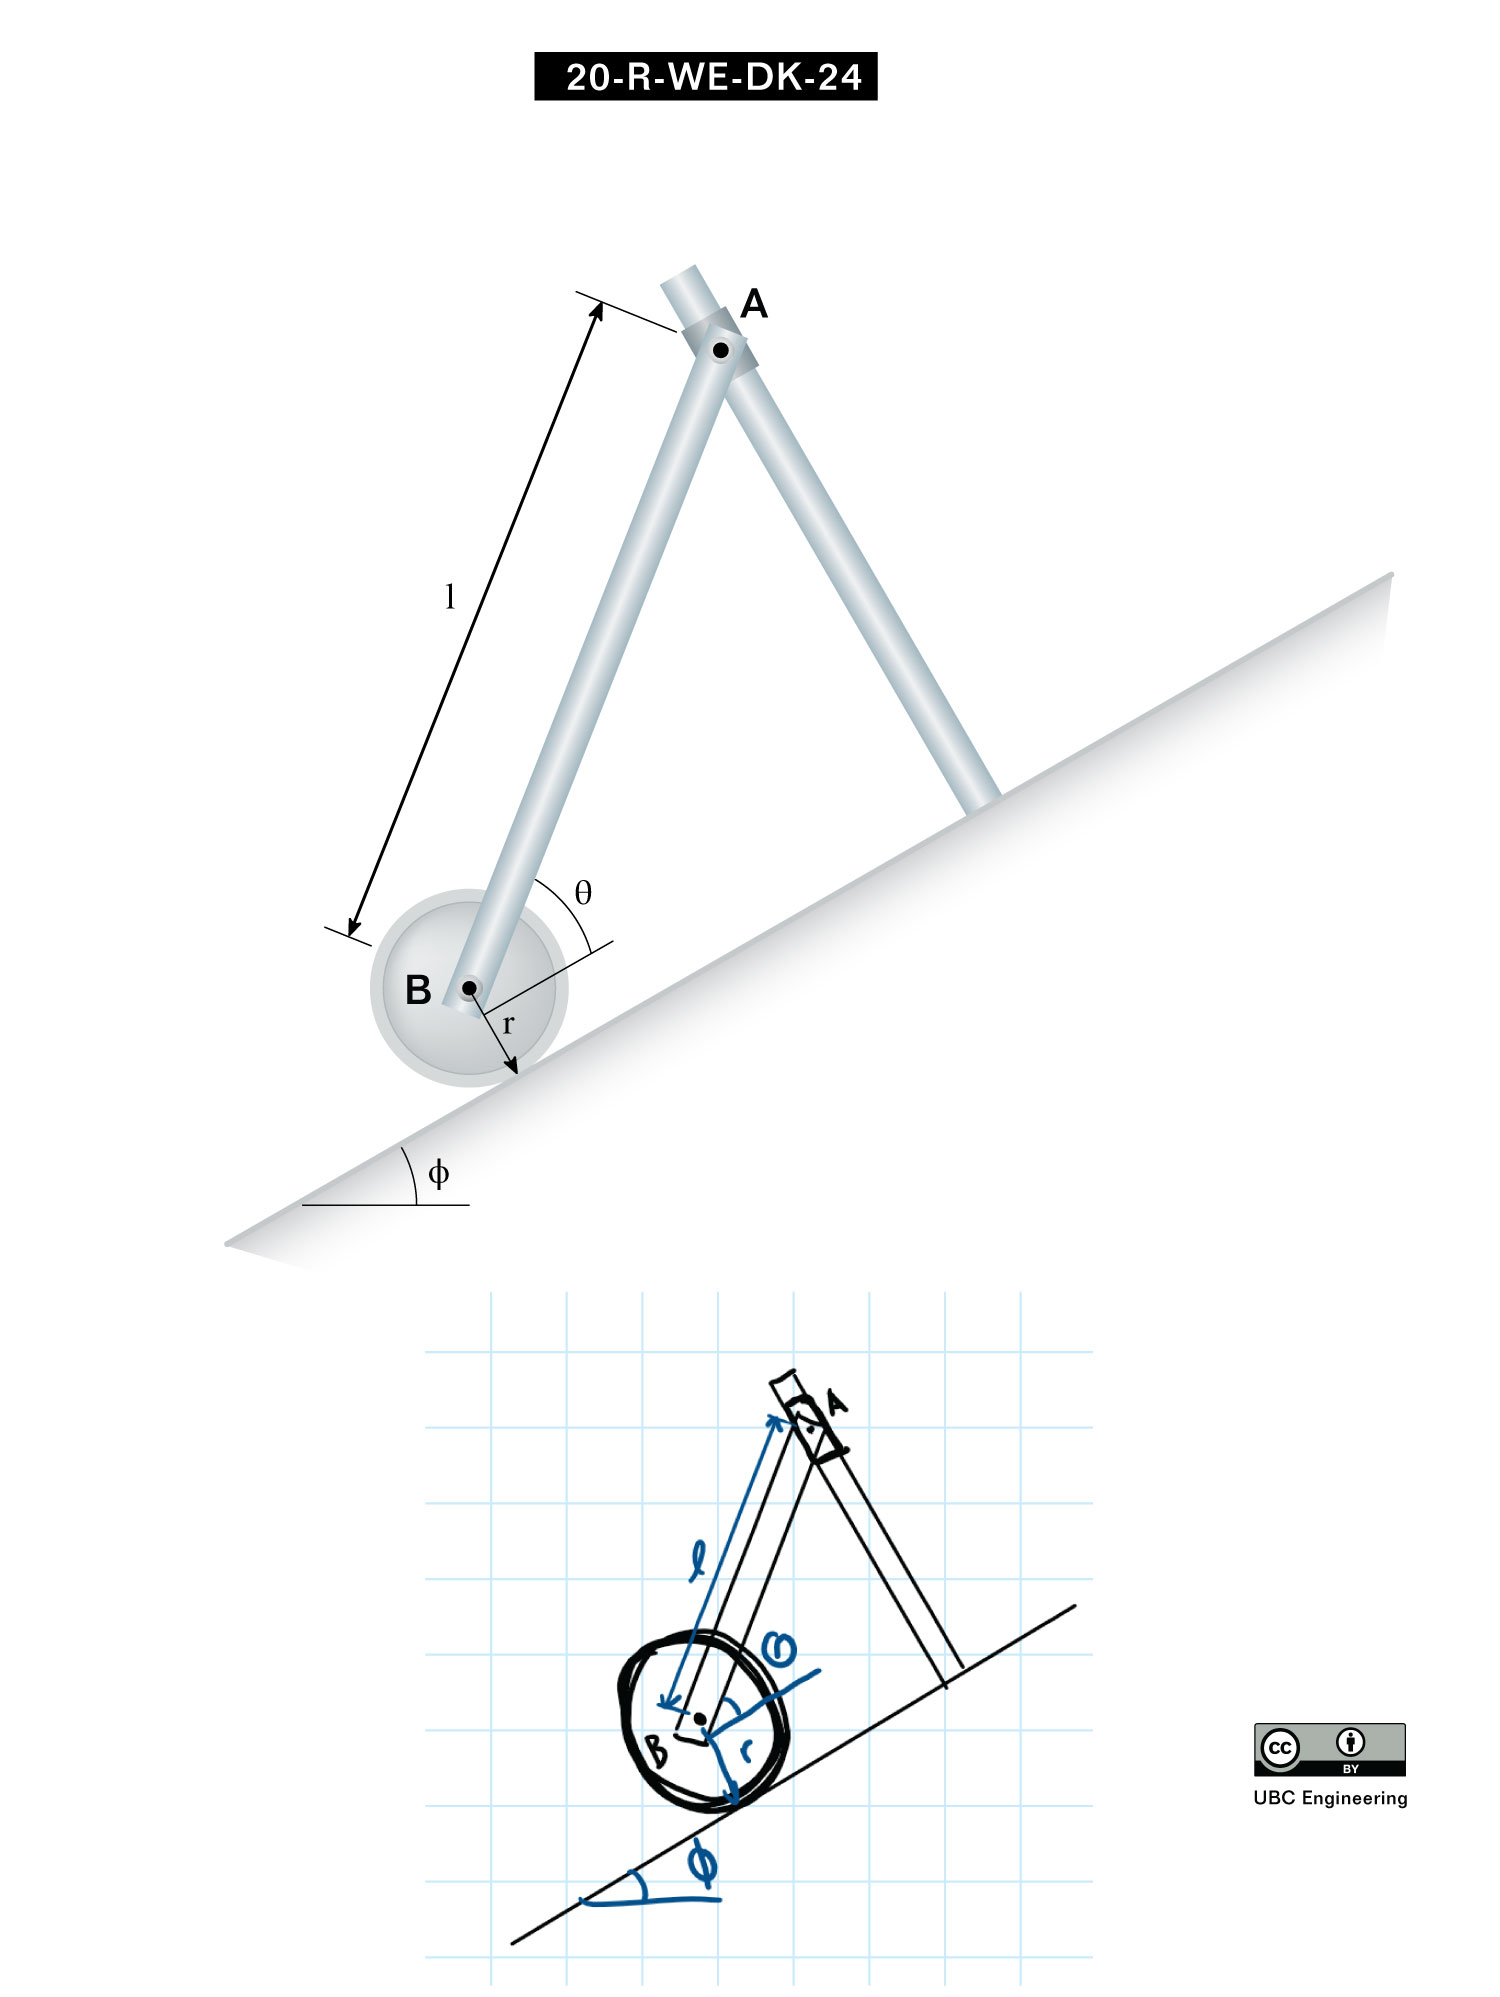 20-R-WE-DK-24
A
l
θ
B
r
ϕ
A
l
θ
B
r
ϕ
cc
BY
UBC Engineering